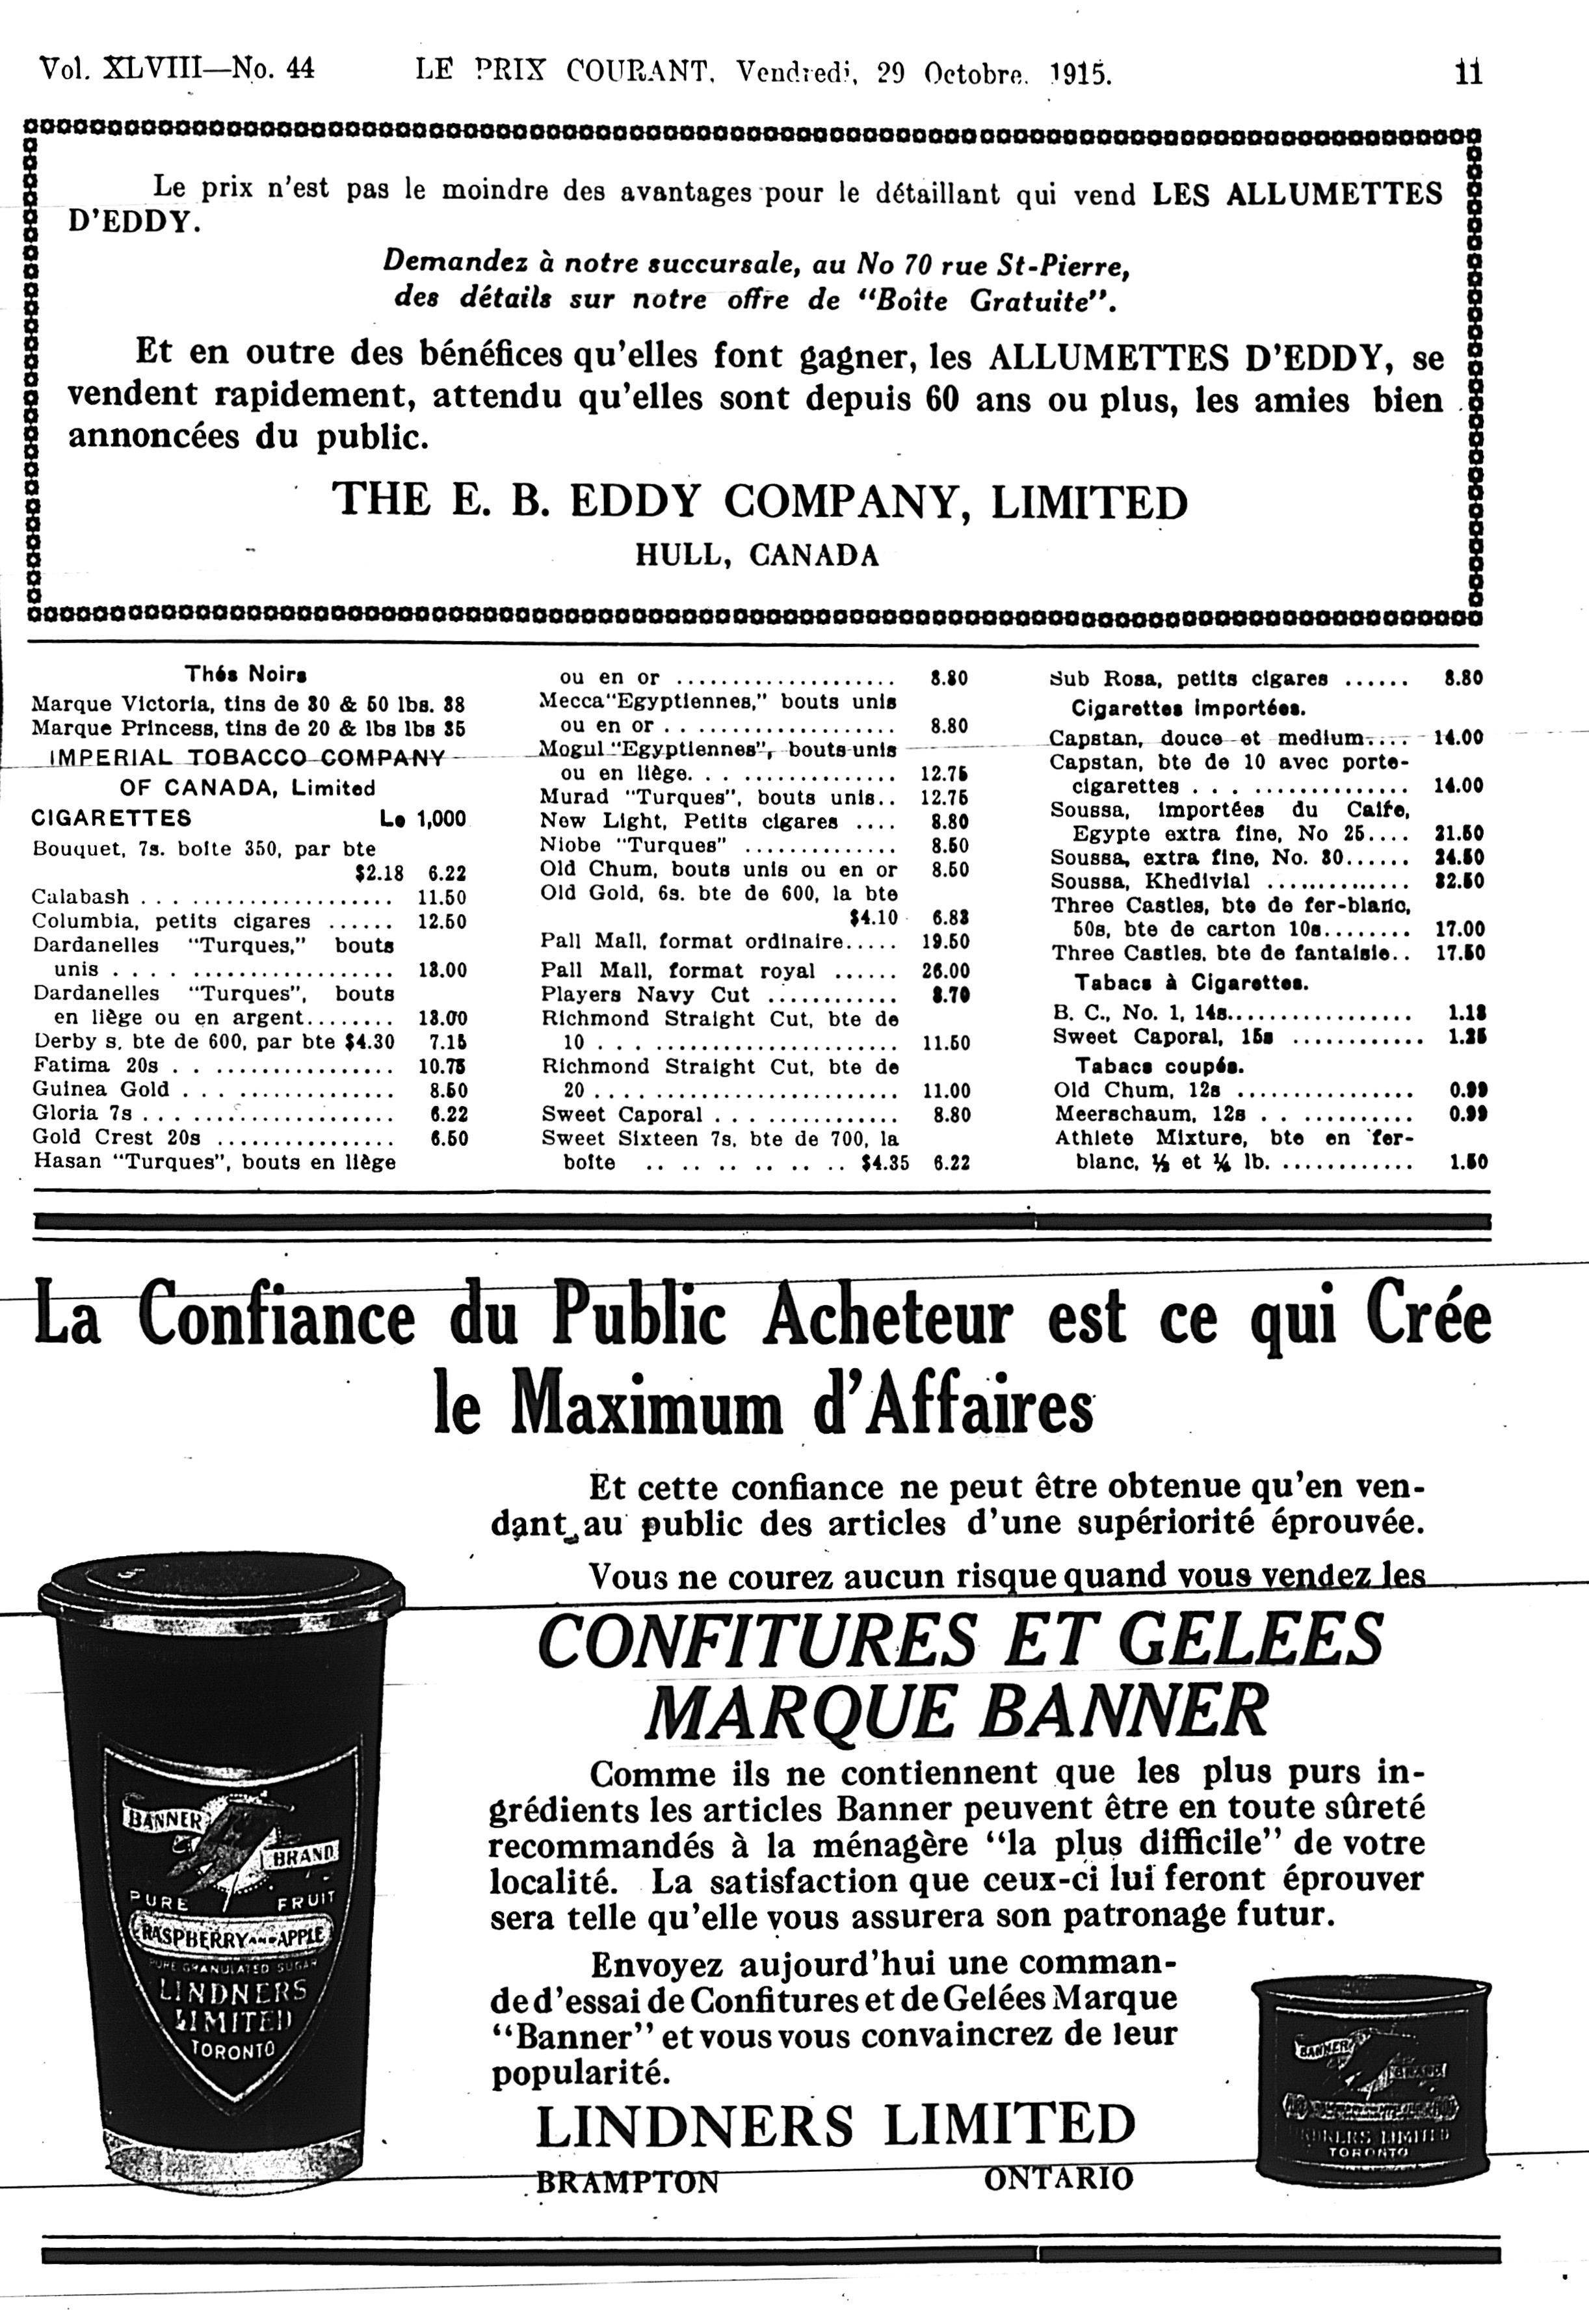 Vol. XLVIII—No. 44 LE PRIX COURANT, Vendredi, 29 Octobre. 1915. 11
Le prix n'est pas le moindre des avantages pour le détaillant qui vend LES ALLUMETTES
D'EDDY.
Demandez à notre succursale, au No 70 rue St-Pierre,
des détails sur notre offre de "Boîte Gratuite".
Et en outre des bénéfices qu'elles font gagner, les ALLUMETTES D'EDDY, se
vendent rapidement, attendu qu'elles sont depuis 60 ans ou plus, les amies bien
annoncées du public.
THE E. B. EDDY COMPANY, LIMITED
HULL, CANADA
Thés Noirs
Marque Victoria, tins de 30 & 50 lbs. 38
Marque Princess, tins de 20 & lbs lbs 35
IMPERIAL TOBACCO COMPANY
OF CANADA, Limited
CIGARETTES Le 1,000
Bouquet, 7s. boite 350, par bte
$2.18 6.22
Calabash . . . . . . . . . . . . . . . . . . . . . 11.50
Columbia, petits cigares ...... 12.50
Dardanelles "Turques," bouts
unis . . . . .................. 13.00
Dardanelles "Turques", bouts
en liège ou en argent........ 13.00
Derby s. bte de 600, par bte $4.30 7.15
Fatima 20s . . ................ 10.75
Guinea Gold . . . .............. 8.50
Gloria 7s . . . .................. 6.22
Gold Crest 20s ................ 6.50
Hasan "Turques", bouts en liège
ou en or .................... 8.80
Mecca "Egyptiennes," bouts unis
ou en or . . .................. 8.80
Mogul "Egyptiennes", bouts unis
ou en liège. . . .............. 12.75
Murad "Turques", bouts unis.. 12.75
New Light, Petits cigares .... 8.80
Niobe "Turques" .............. 8.50
Old Chum, bouts unis ou en or 8.50
Old Gold, 6s. bte de 600, la bte
$4.10 6.83
Pall Mall, format ordinaire..... 19.50
Pall Mall, format royal ...... 26.00
Players Navy Cut ............ 8.70
Richmond Straight Cut, bte de
10 . . . ...................... 11.50
Richmond Straight Cut, bte de
20 . . . ...................... 11.00
Sweet Caporal . . . ............ 8.80
Sweet Sixteen 7s, bte de 700, la
boîte .. .. .. .. .. .. $4.35 6.22
Sub Rosa, petits cigares ...... 8.80
Cigarettes importées.
Capstan, douce et medium.... 14.00
Capstan, bte de 10 avec porte-
cigarettes . . . .............. 14.00
Soussa, importées du Caire,
Egypte extra fine, No 25.... 21.50
Soussa, extra fine, No. 30...... 24.50
Soussa, Khedivial .............. 32.50
Three Castles, bte de fer-blanc,
50s, bte de carton 10s........ 17.00
Three Castles, bte de fantaisie.. 17.50
Tabacs à Cigarettes.
B. C., No. 1, 14s................. 1.18
Sweet Caporal, 15s ............ 1.25
Tabacs coupés.
Old Chum, 12s ................ 0.99
Meerschaum, 12s . . ........... 0.99
Athlete Mixture, bte en fer-
blanc, ½ et ¼ lb. ............ 1.50
La Confiance du Public Acheteur est ce qui Crée
le Maximum d'Affaires
Et cette confiance ne peut être obtenue qu'en ven-
dant au public des articles d'une supériorité éprouvée.
Vous ne courez aucun risque quand vous vendez les
CONFITURES ET GELEES
MARQUE BANNER
Comme ils ne contiennent que les plus purs in-
grédients les articles Banner peuvent être en toute sûreté
recommandés à la ménagère "la plus difficile" de votre
localité. La satisfaction que ceux-ci lui feront éprouver
sera telle qu'elle vous assurera son patronage futur.
Envoyez aujourd'hui une comman-
de d'essai de Confitures et de Gelées Marque
"Banner" et vous vous convaincrez de leur
popularité.
LINDNERS LIMITED
BRAMPTON ONTARIO
BANNER
BRAND
PURE FRUIT
RASPBERRY AND APPLE
PURE GRANULATED SUGAR
LINDNERS
LIMITED
TORONTO
BANNER
BRAND
LINDNERS LIMITED
TORONTO